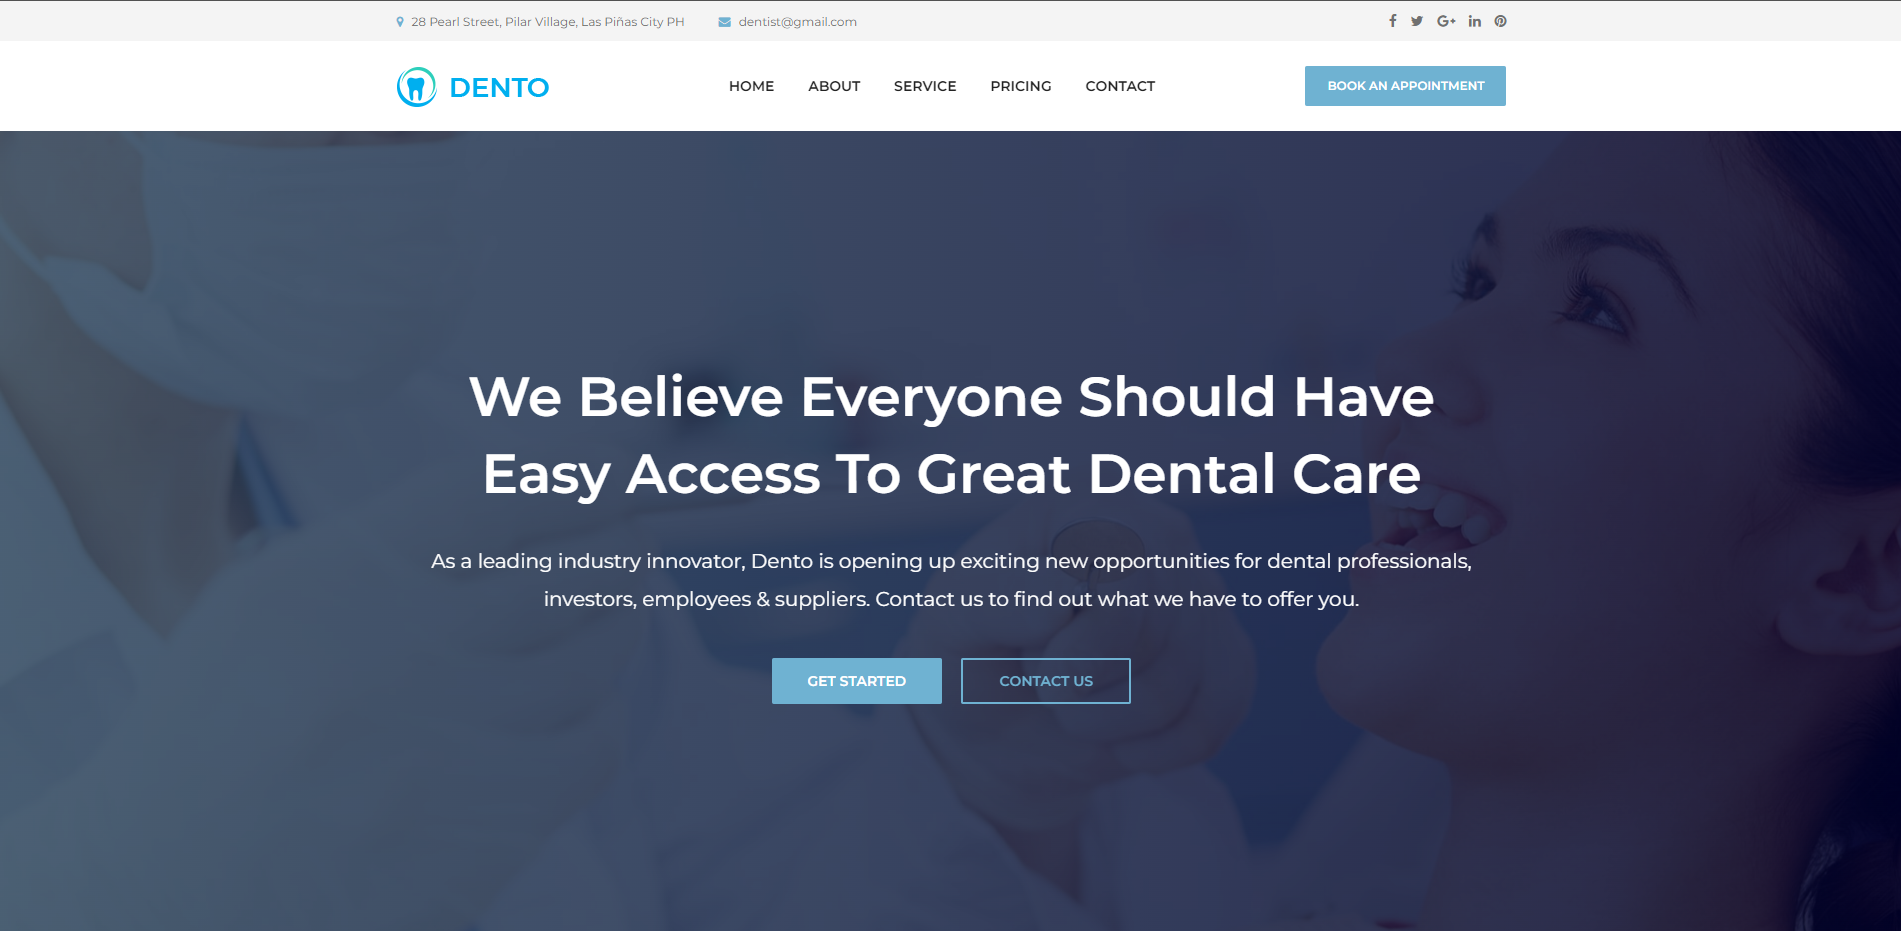 28 Pearl Street, Pilar Village, Las Piñas City PH
dentist@gmail.com
DENTO
HOME
ABOUT
SERVICE
PRICING
CONTACT
BOOK AN APPOINTMENT
We Believe Everyone Should Have
Easy Access To Great Dental Care
As a leading industry innovator, Dento is opening up exciting new opportunities for dental professionals,
investors, employees & suppliers. Contact us to find out what we have to offer you.
GET STARTED
CONTACT US